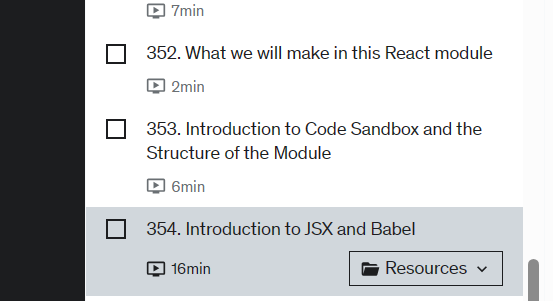 7min
352. What we will make in this React module
2min
353. Introduction to Code Sandbox and the
Structure of the Module
6min
354. Introduction to JSX and Babel
16min
Resources